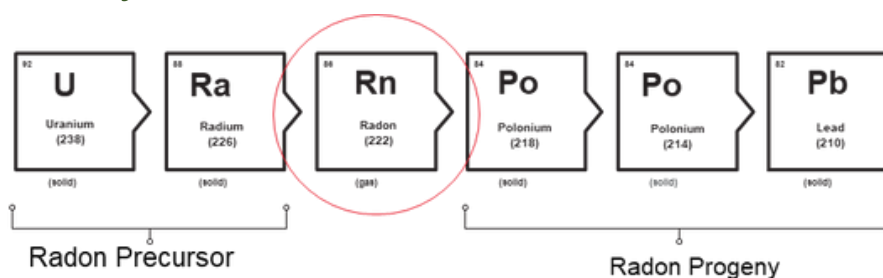 92
U
Uranium
(238)
(solid)
88
Ra
Radium
(226)
(solid)
86
Rn
Radon
(222)
(gas)
84
Po
Polonium
(218)
(solid)
84
Po
Polonium
(214)
(solid)
82
Pb
Lead
(210)
(solid)
Radon Precursor
Radon Progeny